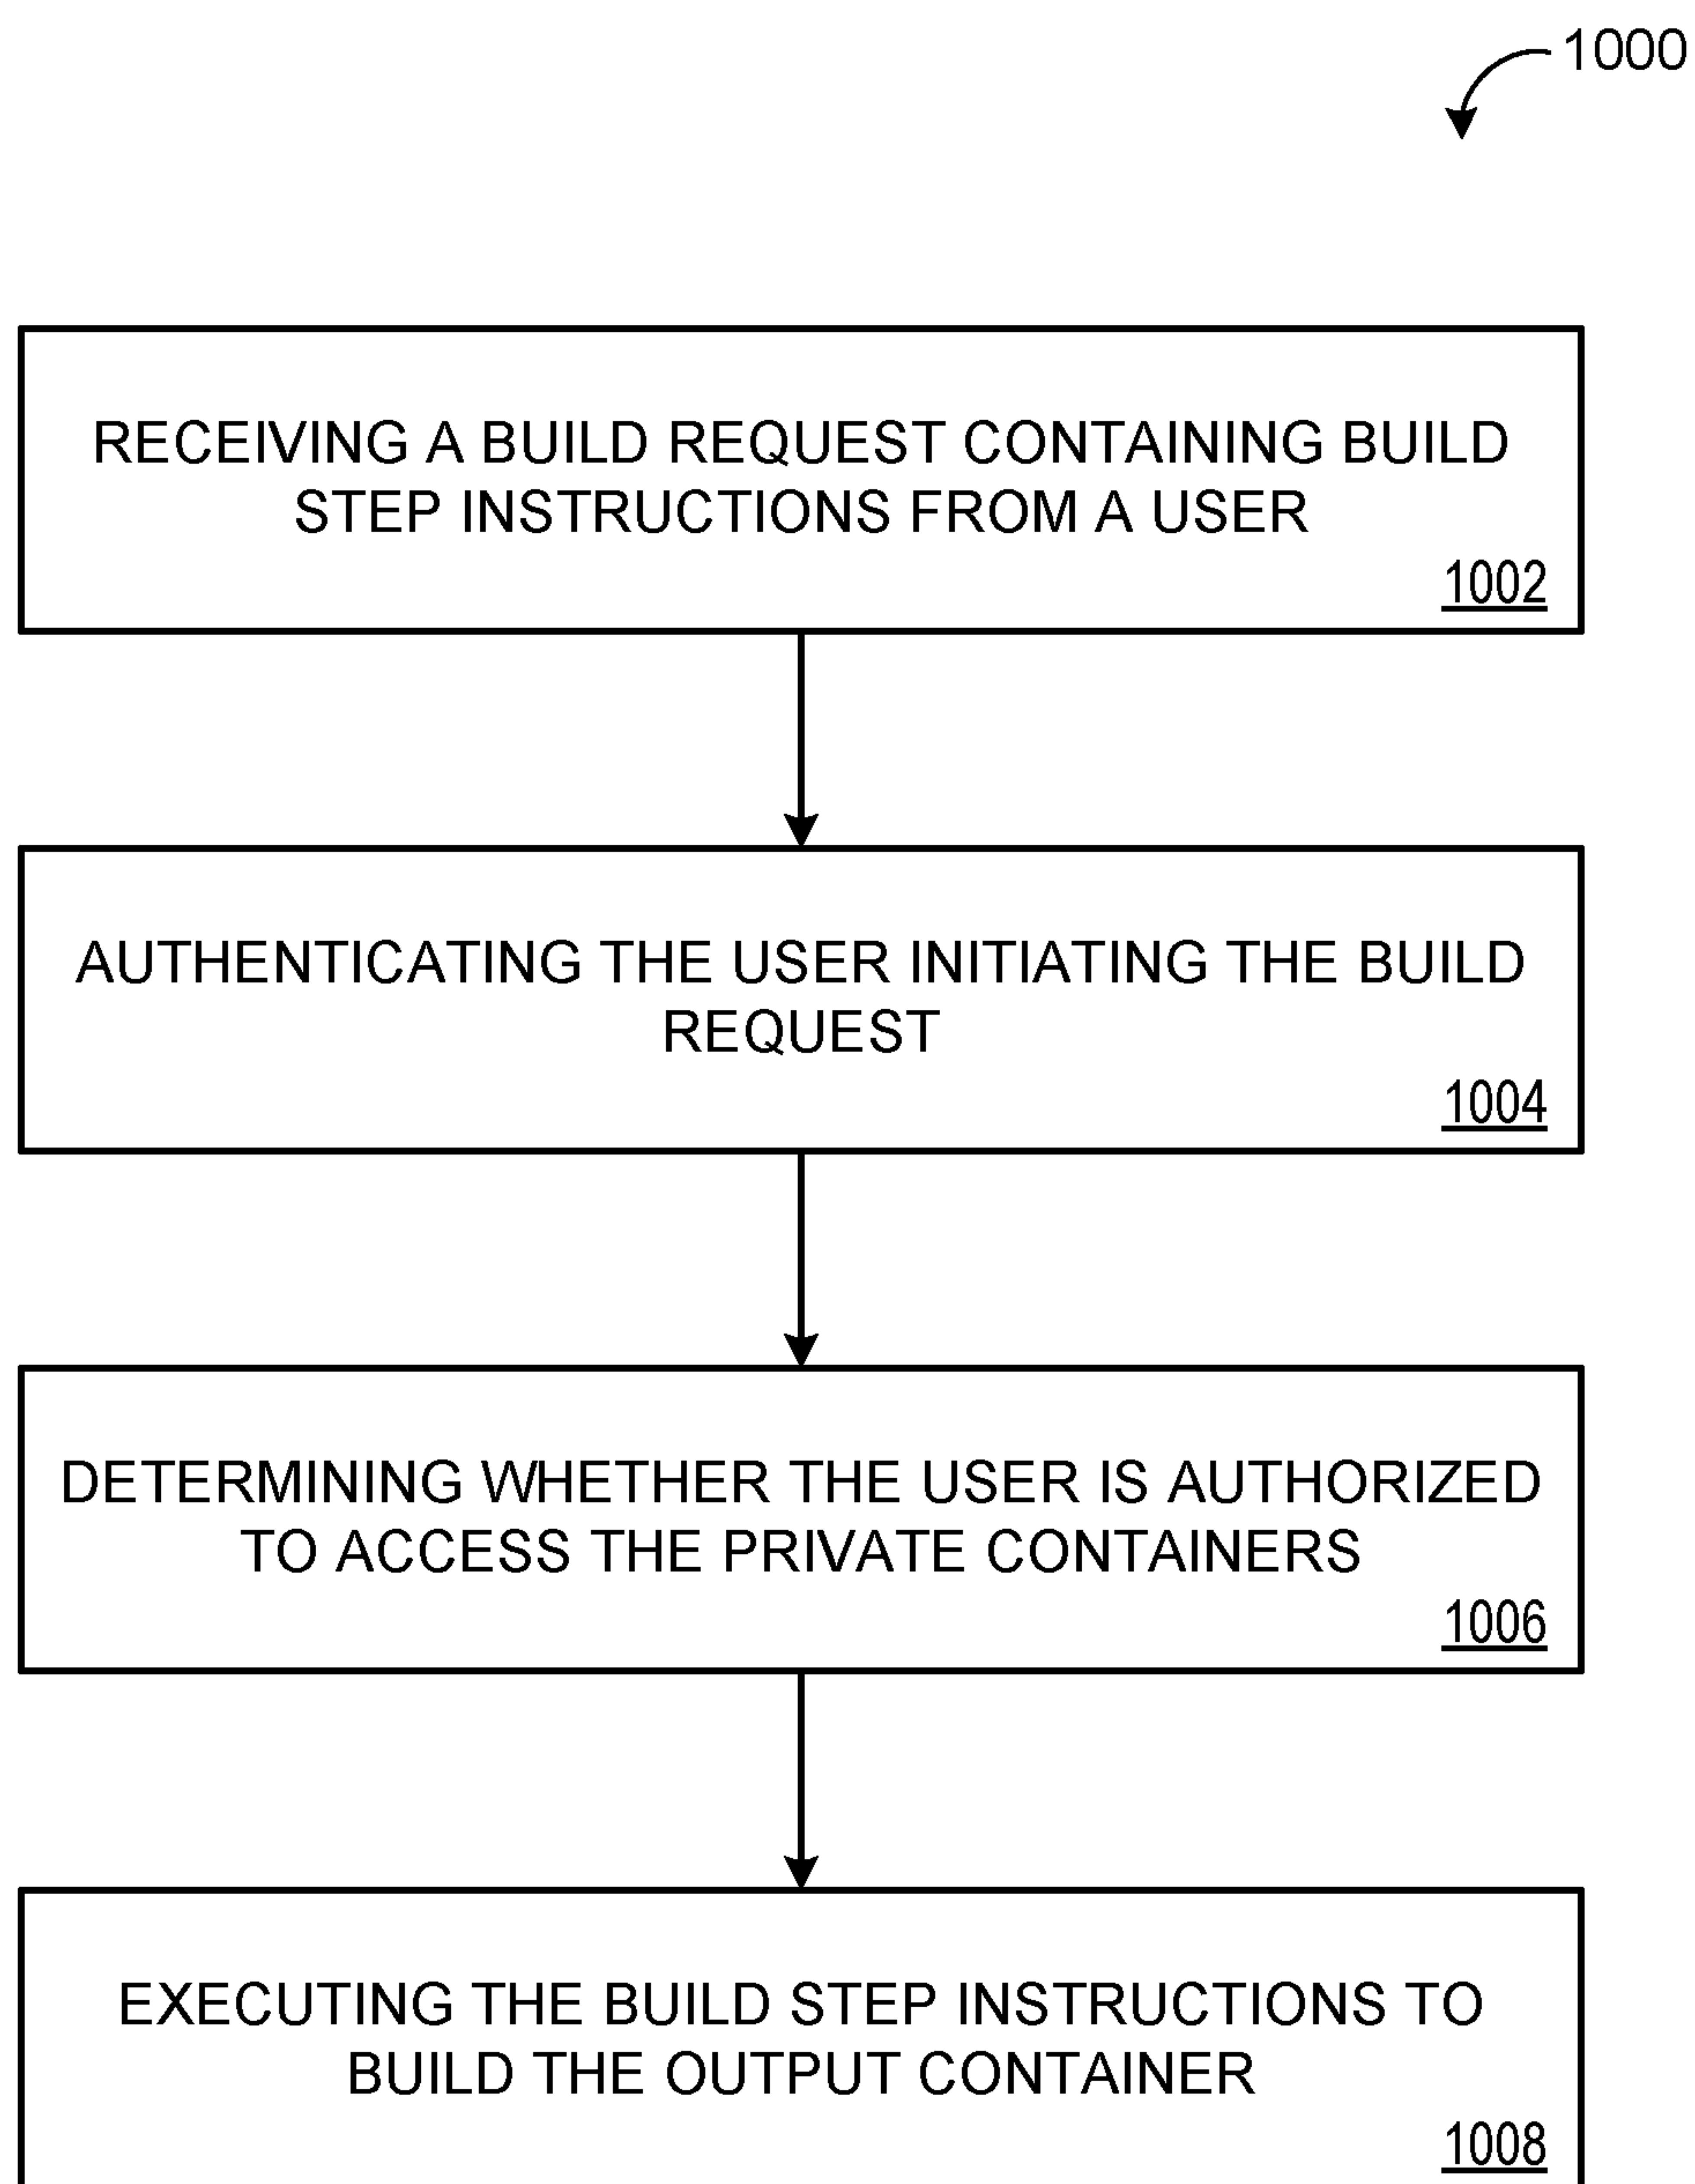 1000
RECEIVING A BUILD REQUEST CONTAINING BUILD
STEP INSTRUCTIONS FROM A USER
1002
AUTHENTICATING THE USER INITIATING THE BUILD
REQUEST
1004
DETERMINING WHETHER THE USER IS AUTHORIZED
TO ACCESS THE PRIVATE CONTAINERS
1006
EXECUTING THE BUILD STEP INSTRUCTIONS TO
BUILD THE OUTPUT CONTAINER
1008